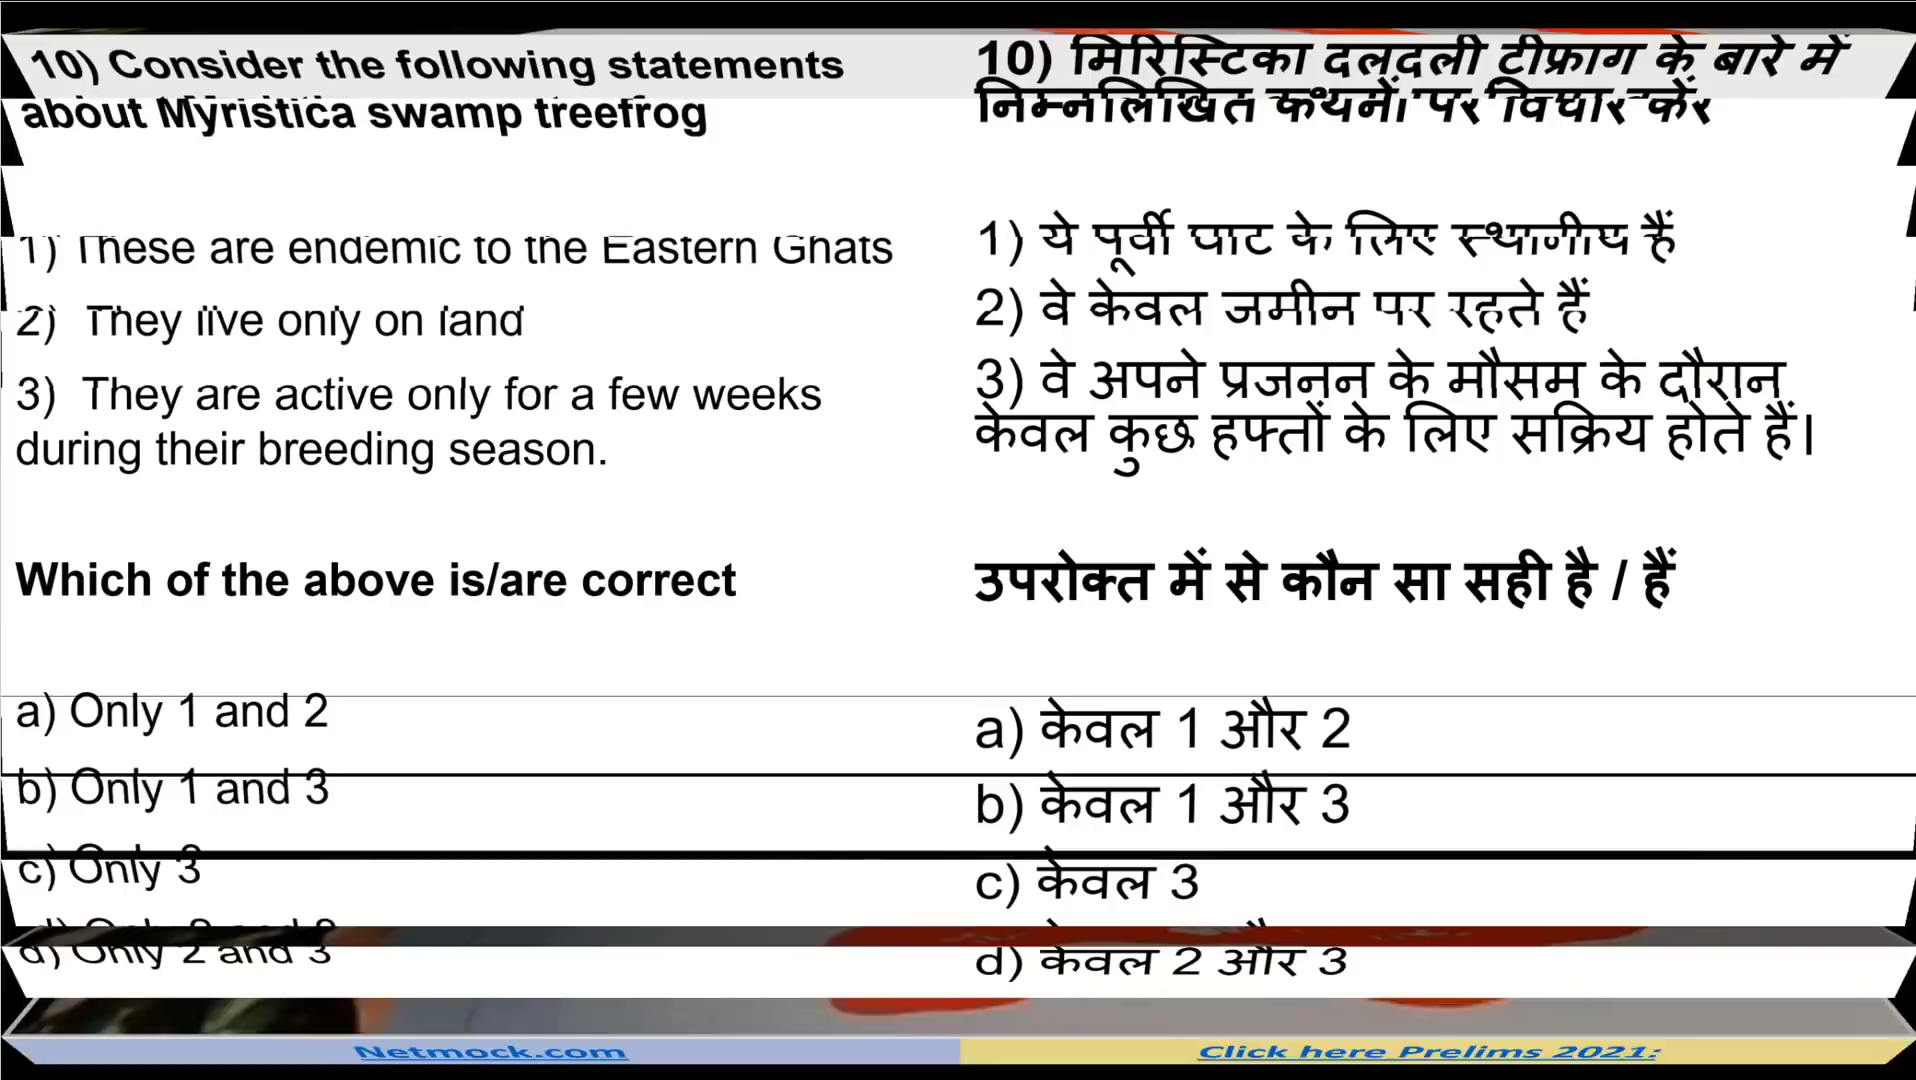 10) Consider the following statements
about Myristica swamp treefrog
1) These are endemic to the Eastern Ghats
2) They live only on land
3) They are active only for a few weeks
during their breeding season.
Which of the above is/are correct
a) Only 1 and 2
b) Only 1 and 3
c) Only 3
d) Only 2 and 3
10) मिरिस्टिका दलदली टीफ्राग के बारे में
निम्नलिखित कथनों पर विचार करें
1) ये पूर्वी घाट के लिए स्थानीय हैं
2) वे केवल जमीन पर रहते हैं
3) वे अपने प्रजनन के मौसम के दौरान
केवल कुछ हफ्तों के लिए सक्रिय होते हैं।
उपरोक्त में से कौन सा सही है / हैं
a) केवल 1 और 2
b) केवल 1 और 3
c) केवल 3
d) केवल 2 और 3
Netmock.com
Click here Prelims 2021: